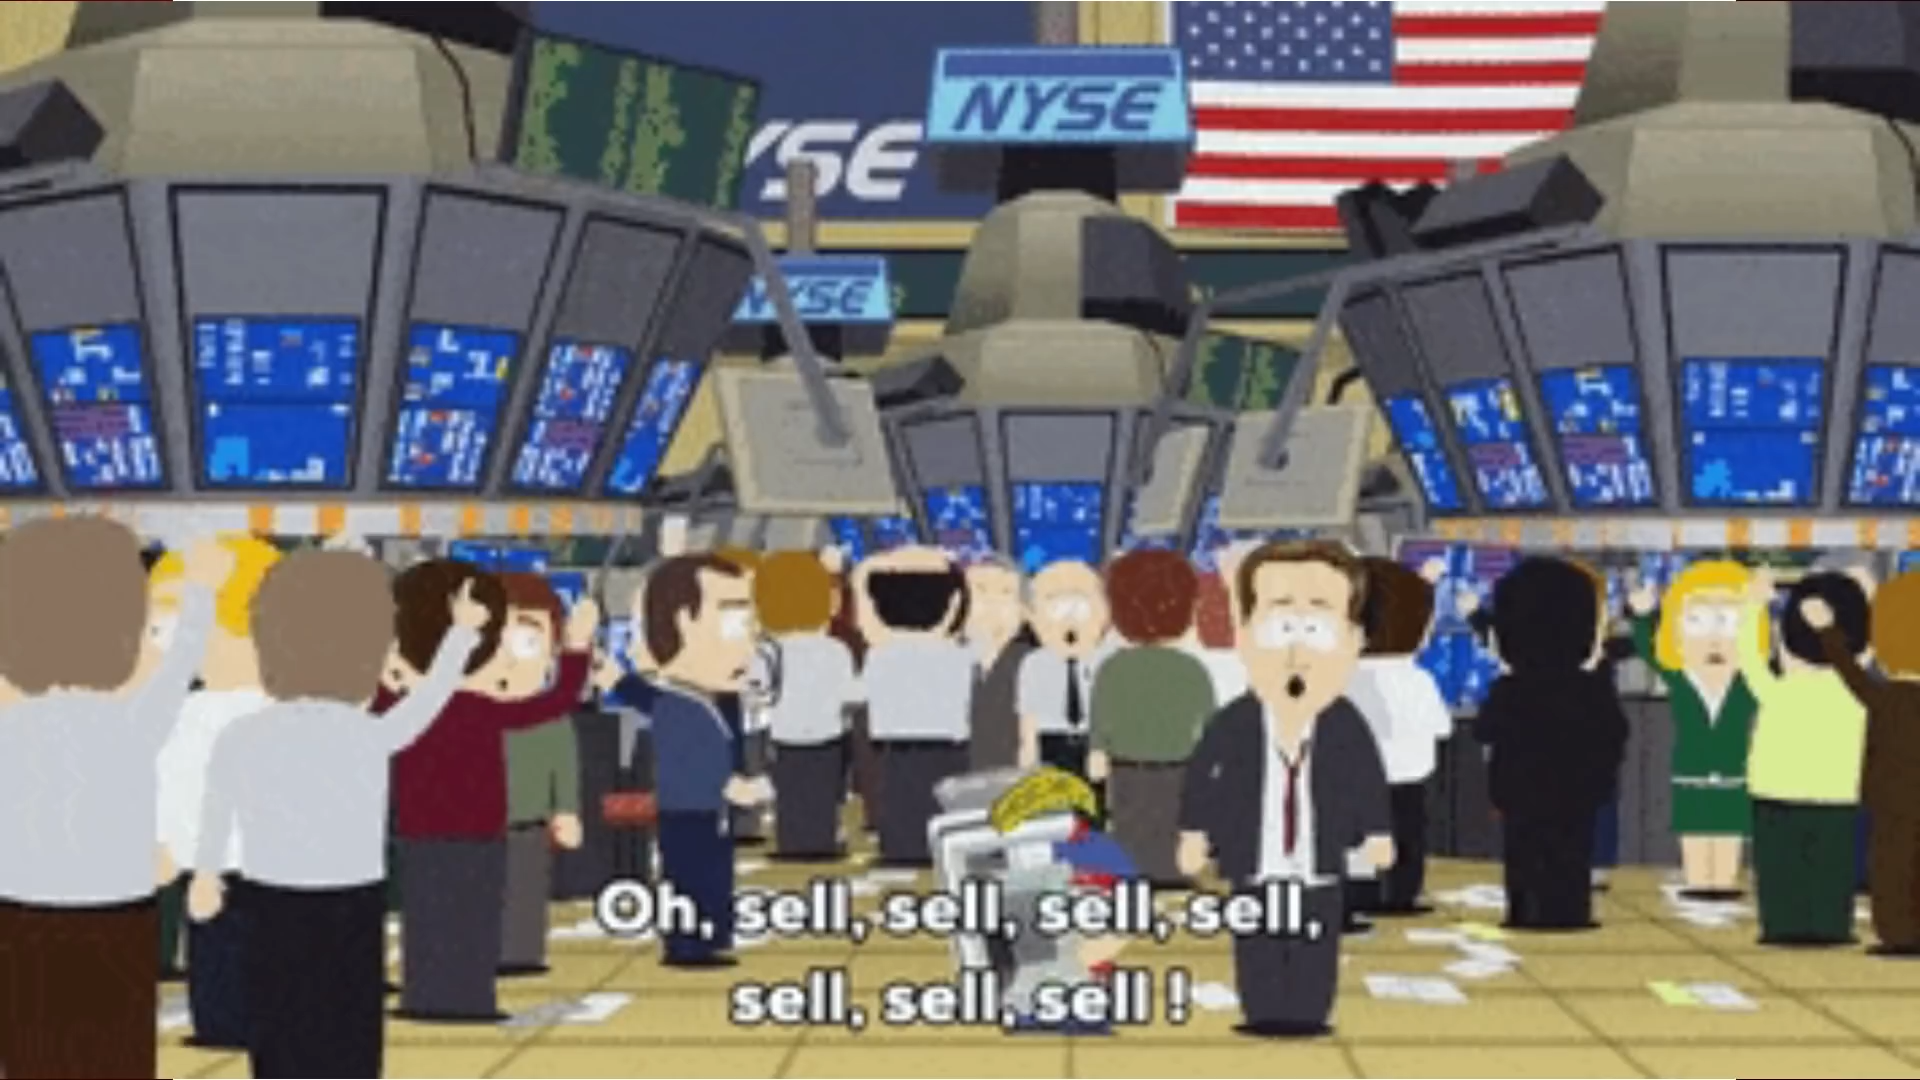 NYSE
YSE
NYSE
Oh, sell, sell, sell, sell,
sell, sell, sell !